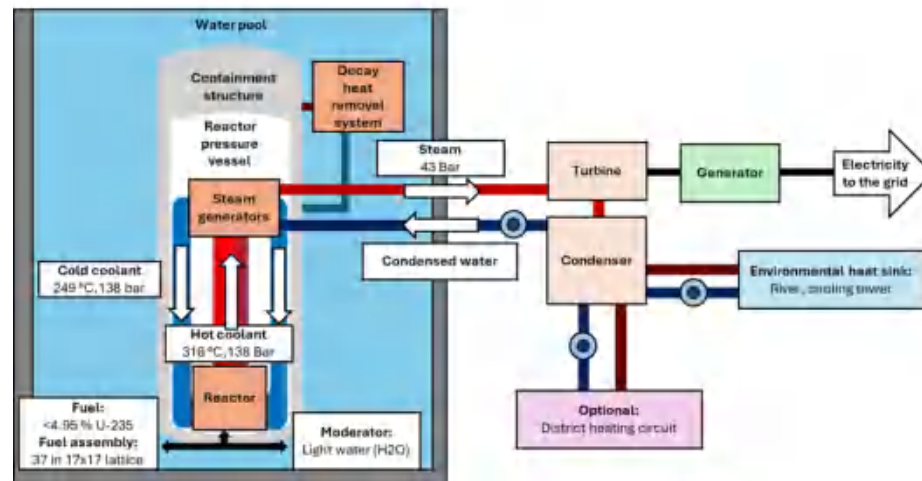 Water pool
Containment
structure
Decay
heat
removal
system
Reactor
pressure
vessel
Steam
43 Bar
Turbine
Generator
Electricity
to the grid
Steam
generators
Condensed water
Condenser
Environmental heat sink:
River, cooling tower
Cold coolant
249 °C,138 bar
Hot coolant
316 °C,138 Bar
Reactor
Fuel:
<4.95 % U-235
Fuel assembly:
37 in 17x17 lattice
Moderator:
Light water (H2O)
Optional:
District heating circuit